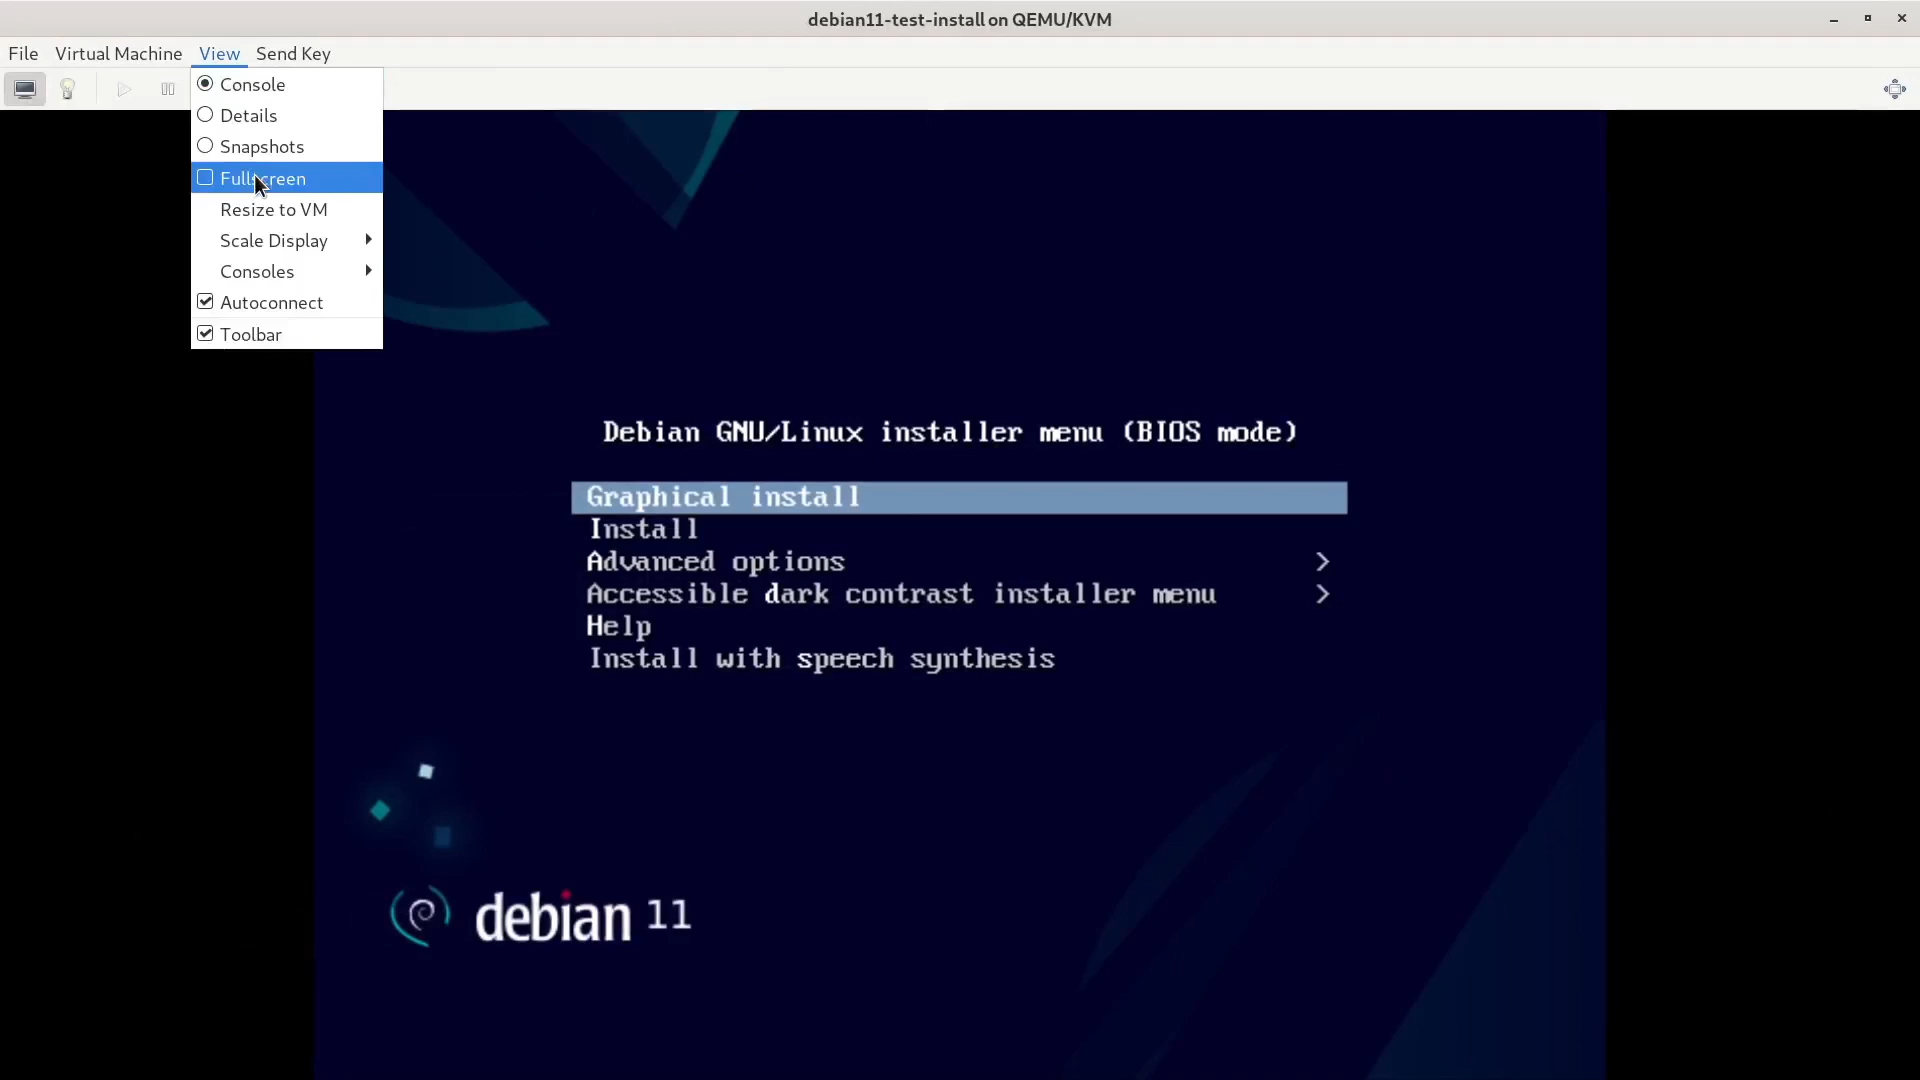 debian11-test-install on QEMU/KVM
File Virtual Machine View Send Key
Console
Details
Snapshots
Fullscreen
Resize to VM
Scale Display
Consoles
Autoconnect
Toolbar
Debian GNU/Linux installer menu (BIOS mode)
Graphical install
Install
Advanced options >
Accessible dark contrast installer menu >
Help
Install with speech synthesis
debian 11